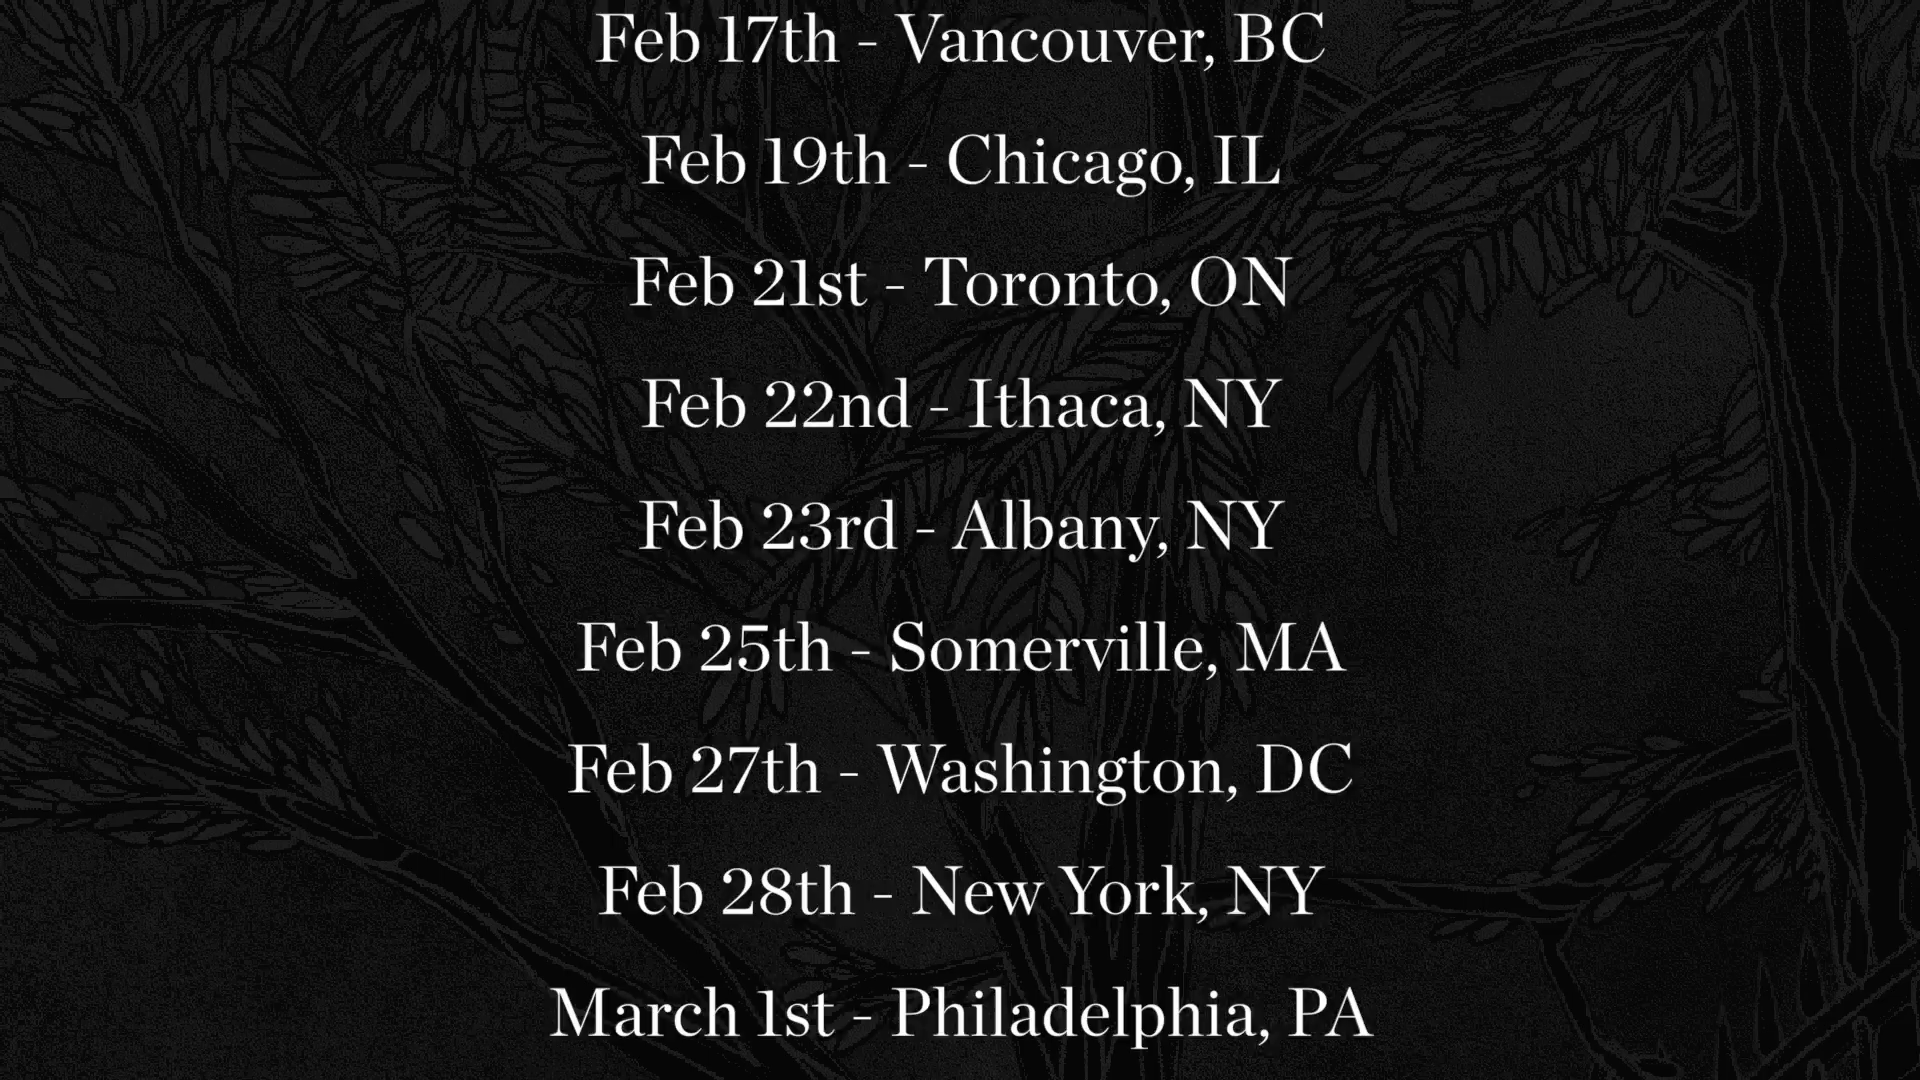 Feb 17th - Vancouver, BC
Feb 19th - Chicago, IL
Feb 21st - Toronto, ON
Feb 22nd - Ithaca, NY
Feb 23rd - Albany, NY
Feb 25th - Somerville, MA
Feb 27th - Washington, DC
Feb 28th - New York, NY
March 1st - Philadelphia, PA